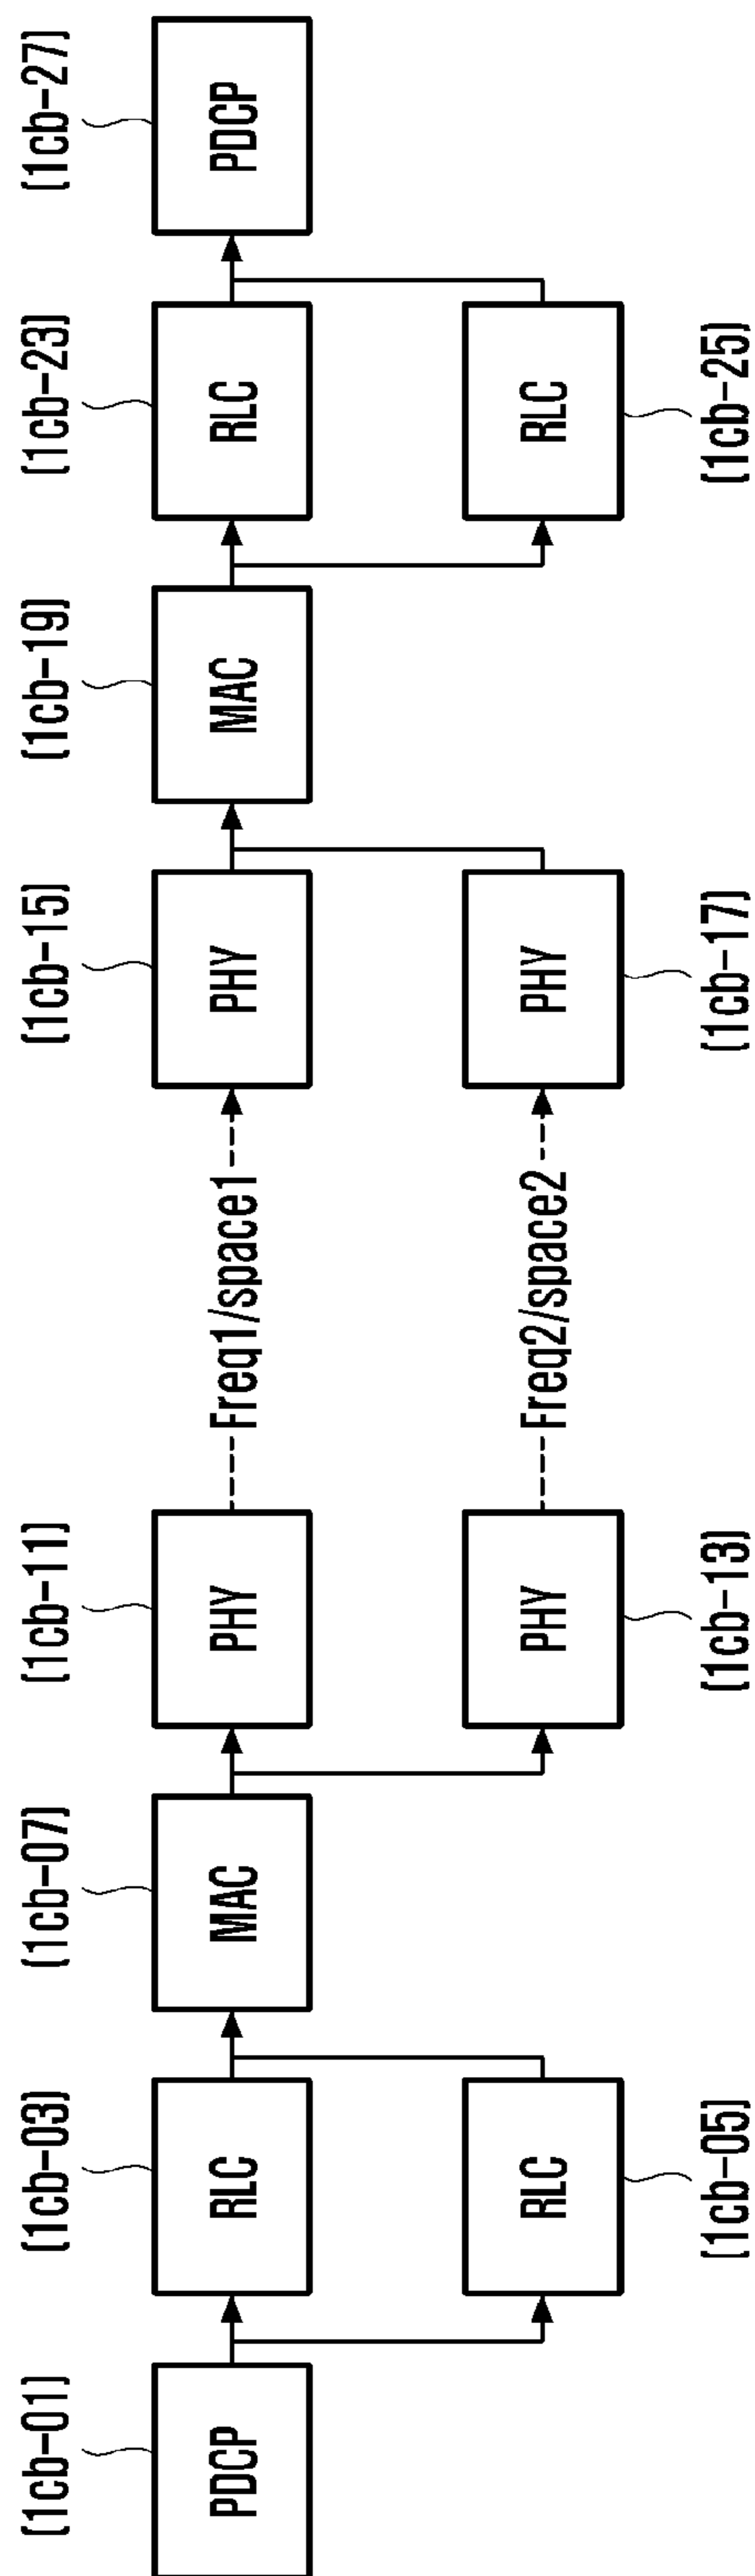 (1cb-01)
(1cb-03)
(1cb-07)
(1cb-11)
(1cb-15)
(1cb-19)
(1cb-23)
(1cb-27)
PDCP
RLC
MAC
PHY
Freq1/space1
PHY
MAC
RLC
PDCP
RLC
PHY
Freq2/space2
PHY
RLC
(1cb-05)
(1cb-13)
(1cb-17)
(1cb-25)